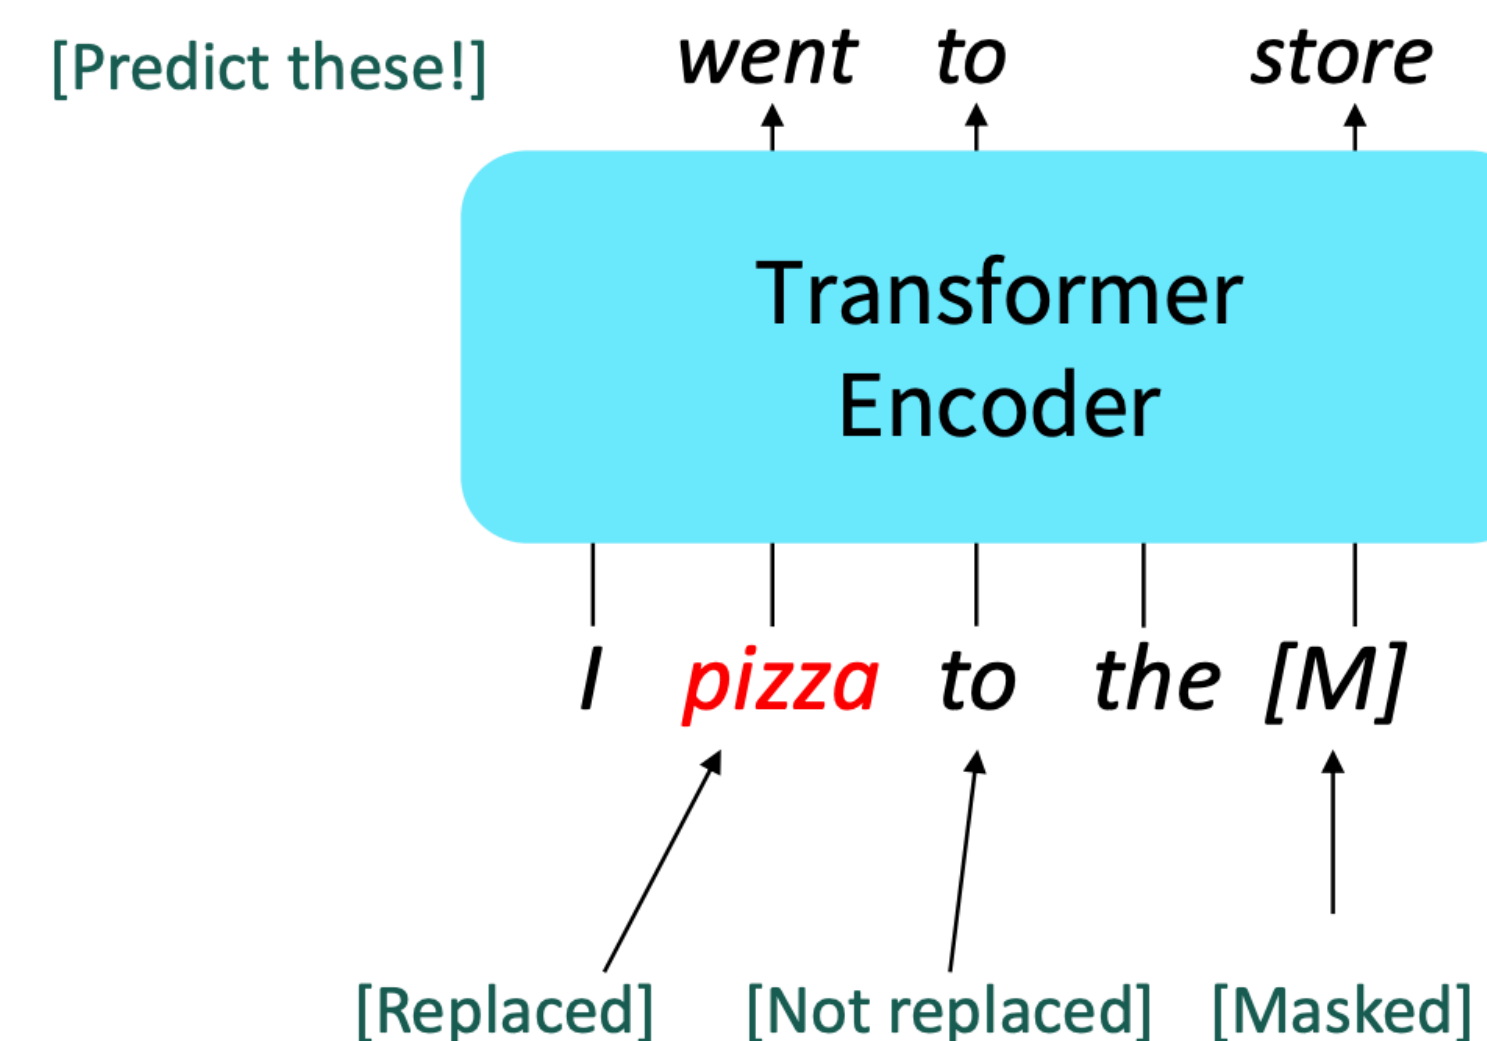 [Predict these!] went to store
Transformer
Encoder
I pizza to the [M]
[Replaced] [Not replaced] [Masked]